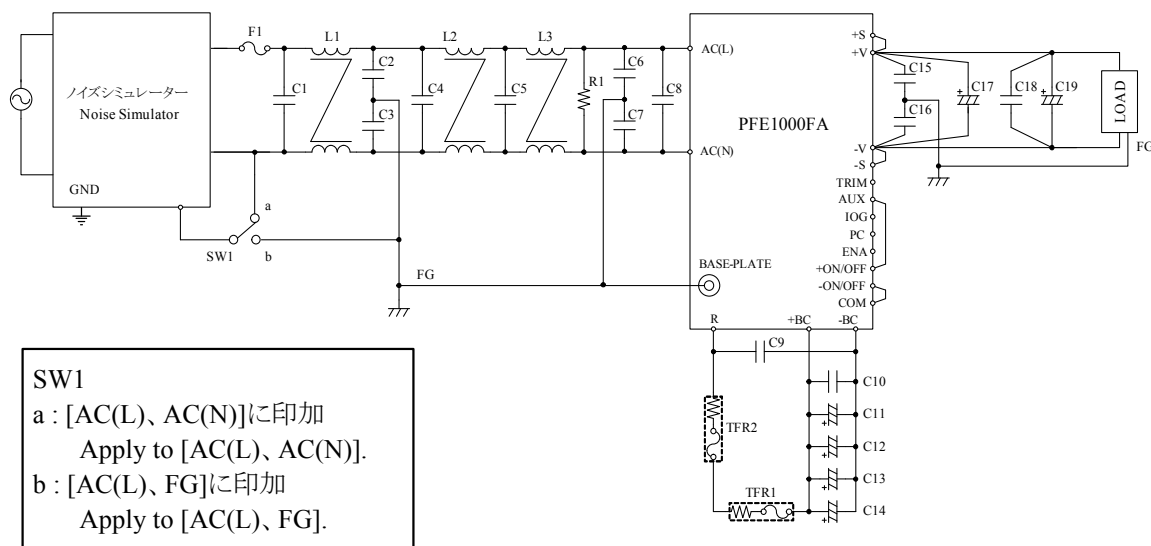 F1
L1
L2
L3
ノイズシミュレーター
Noise Simulator
GND
C1
C2
C3
C4
C5
R1
C6
C7
C8
SW1
a
b
FG
AC(L)
AC(N)
PFE1000FA
BASE-PLATE
R
+BC
-BC
+S
+V
-V
-S
TRIM
AUX
IOG
PC
ENA
+ON/OFF
-ON/OFF
COM
C15
C16
C17
+
C18
C19
+
LOAD
FG
C9
C10
C11
+
C12
+
C13
+
C14
+
TFR2
TFR1
SW1
a : [AC(L)、AC(N)]に印加
Apply to [AC(L)、AC(N)].
b : [AC(L)、FG]に印加
Apply to [AC(L)、FG].